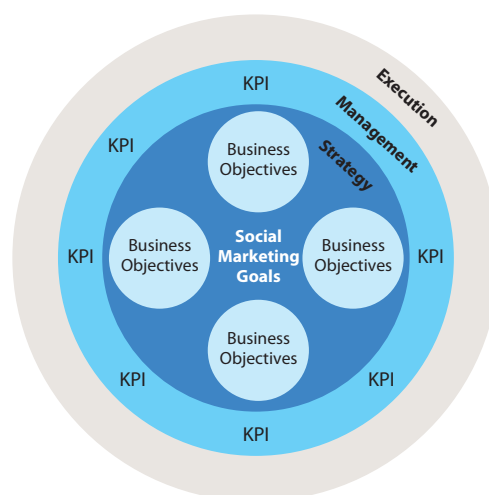 Execution
KPI
Management
KPI
Strategy
Business
Objectives
Business
Objectives
Social
Marketing
Goals
Business
Objectives
KPI
KPI
Business
Objectives
KPI
KPI
KPI